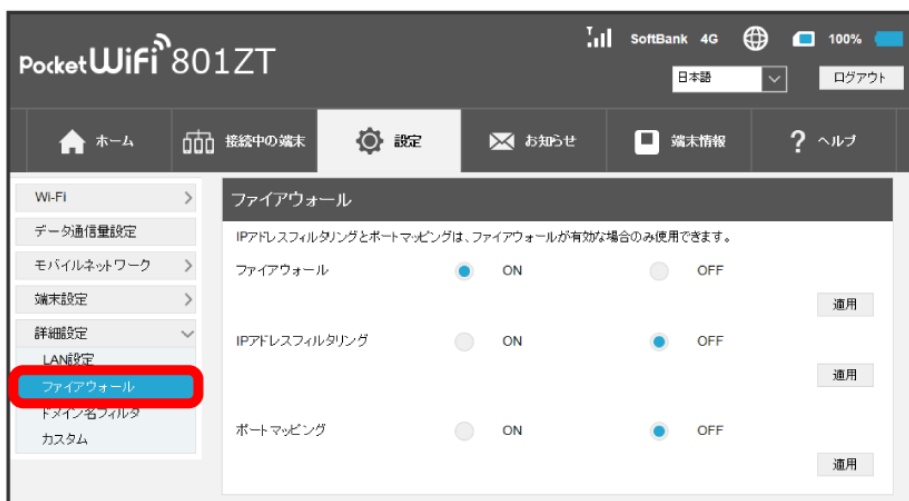 Pocket WiFi 801ZT
SoftBank 4G 100%
日本語 ログアウト
ホーム 接続中の端末 設定 お知らせ 端末情報 ? ヘルプ
Wi-Fi
データ通信量設定
モバイルネットワーク
端末設定
詳細設定
LAN設定
ファイアウォール
ドメイン名フィルタ
カスタム
ファイアウォール
IPアドレスフィルタリングとポートマッピングは、ファイアウォールが有効な場合のみ使用できます。
ファイアウォール ON OFF
適用
IPアドレスフィルタリング ON OFF
適用
ポートマッピング ON OFF
適用